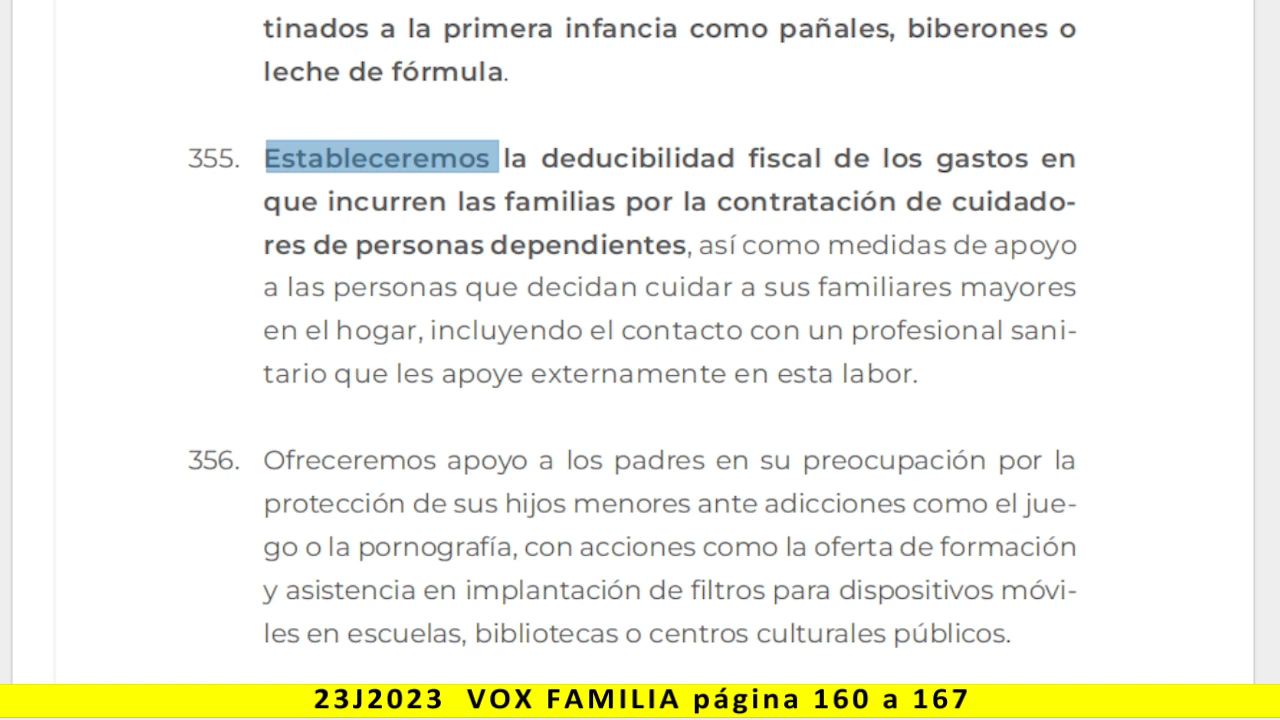 tinados a la primera infancia como pañales, biberones o
leche de fórmula.
355. Estableceremos la deducibilidad fiscal de los gastos en
que incurren las familias por la contratación de cuidado-
res de personas dependientes, así como medidas de apoyo
a las personas que decidan cuidar a sus familiares mayores
en el hogar, incluyendo el contacto con un profesional sani-
tario que les apoye externamente en esta labor.
356. Ofreceremos apoyo a los padres en su preocupación por la
protección de sus hijos menores ante adicciones como el jue-
go o la pornografía, con acciones como la oferta de formación
y asistencia en implantación de filtros para dispositivos móvi-
les en escuelas, bibliotecas o centros culturales públicos.
23J2023 VOX FAMILIA página 160 a 167